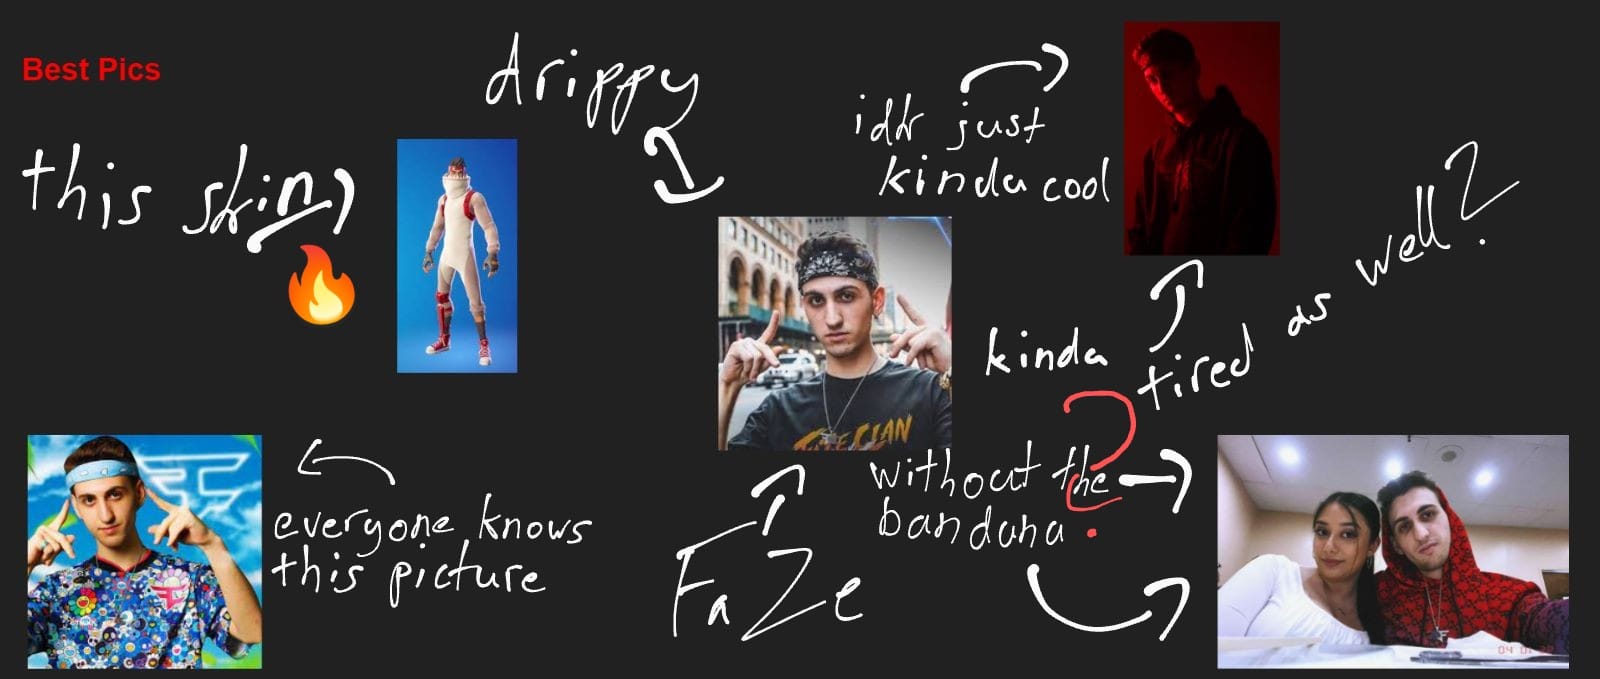 Best Pics
drippy
this skin
idk just
kinda cool
kinda tired as well?
everyone knows
this picture
FaZe
without the
bandana
?
CLAN